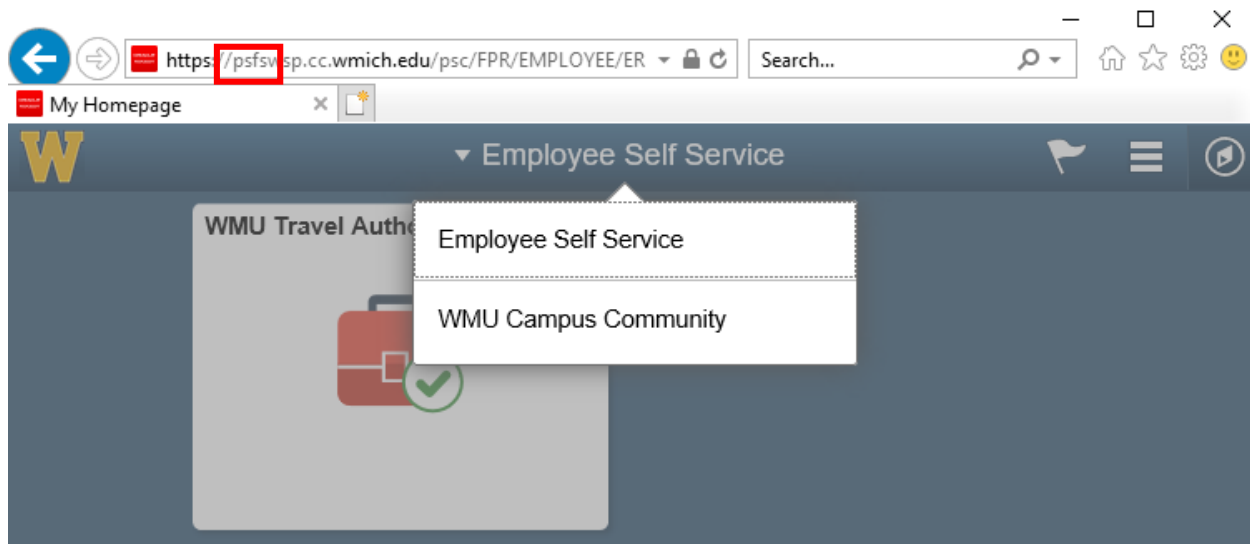 https://psfswsp.cc.wmich.edu/psc/FPR/EMPLOYEE/ER
Search...
My Homepage
W
Employee Self Service
WMU Travel Autho
Employee Self Service
WMU Campus Community